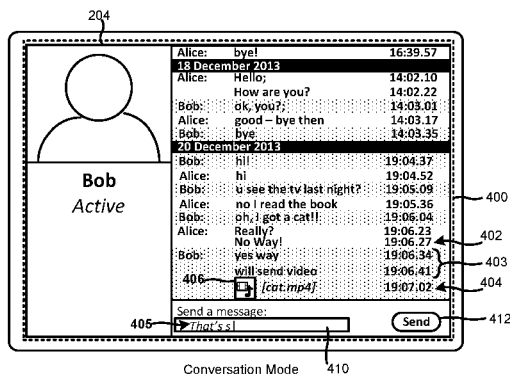 204
Alice: bye! 16:39.57
18 December 2013
Alice: Hello; 14:02.10
How are you? 14:02.22
Bob: ok, you?; 14:03.01
Alice: good – bye then 14:03.17
Bob: bye 14:03.35
20 December 2013
Bob: hi! 19:04.37
Alice: hi 19:04.52
Bob: u see the tv last night? 19:05.09
Alice: no I read the book 19:05.36
Bob: oh, I got a cat!! 19:06.04
Alice: Really? 19:06.23
No Way! 19:06.27
Bob: yes way 19:06.34
will send video 19:06.41
[cat.mp4] 19:07.02
Bob
Active
400
402
403
404
406
Send a message:
405 That's s
Send
412
410
Conversation Mode